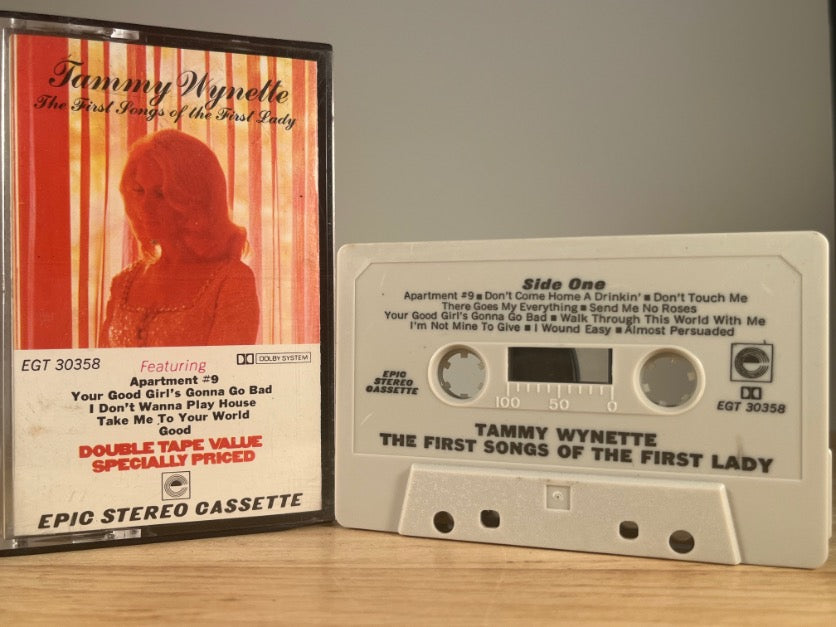 Tammy Wynette
The First Songs of the First Lady
EGT 30358
Featuring
DOLBY SYSTEM
Apartment #9
Your Good Girl's Gonna Go Bad
I Don't Wanna Play House
Take Me To Your World
Good
DOUBLE TAPE VALUE
SPECIALLY PRICED
EPIC STEREO CASSETTE
Side One
Apartment #9 ■ Don't Come Home A Drinkin' ■ Don't Touch Me
There Goes My Everything ■ Send Me No Roses
Your Good Girl's Gonna Go Bad ■ Walk Through This World With Me
I'm Not Mine To Give ■ I Wound Easy ■ Almost Persuaded
EPIC
STEREO
CASSETTE
100 50 0
EGT 30358
TAMMY WYNETTE
THE FIRST SONGS OF THE FIRST LADY